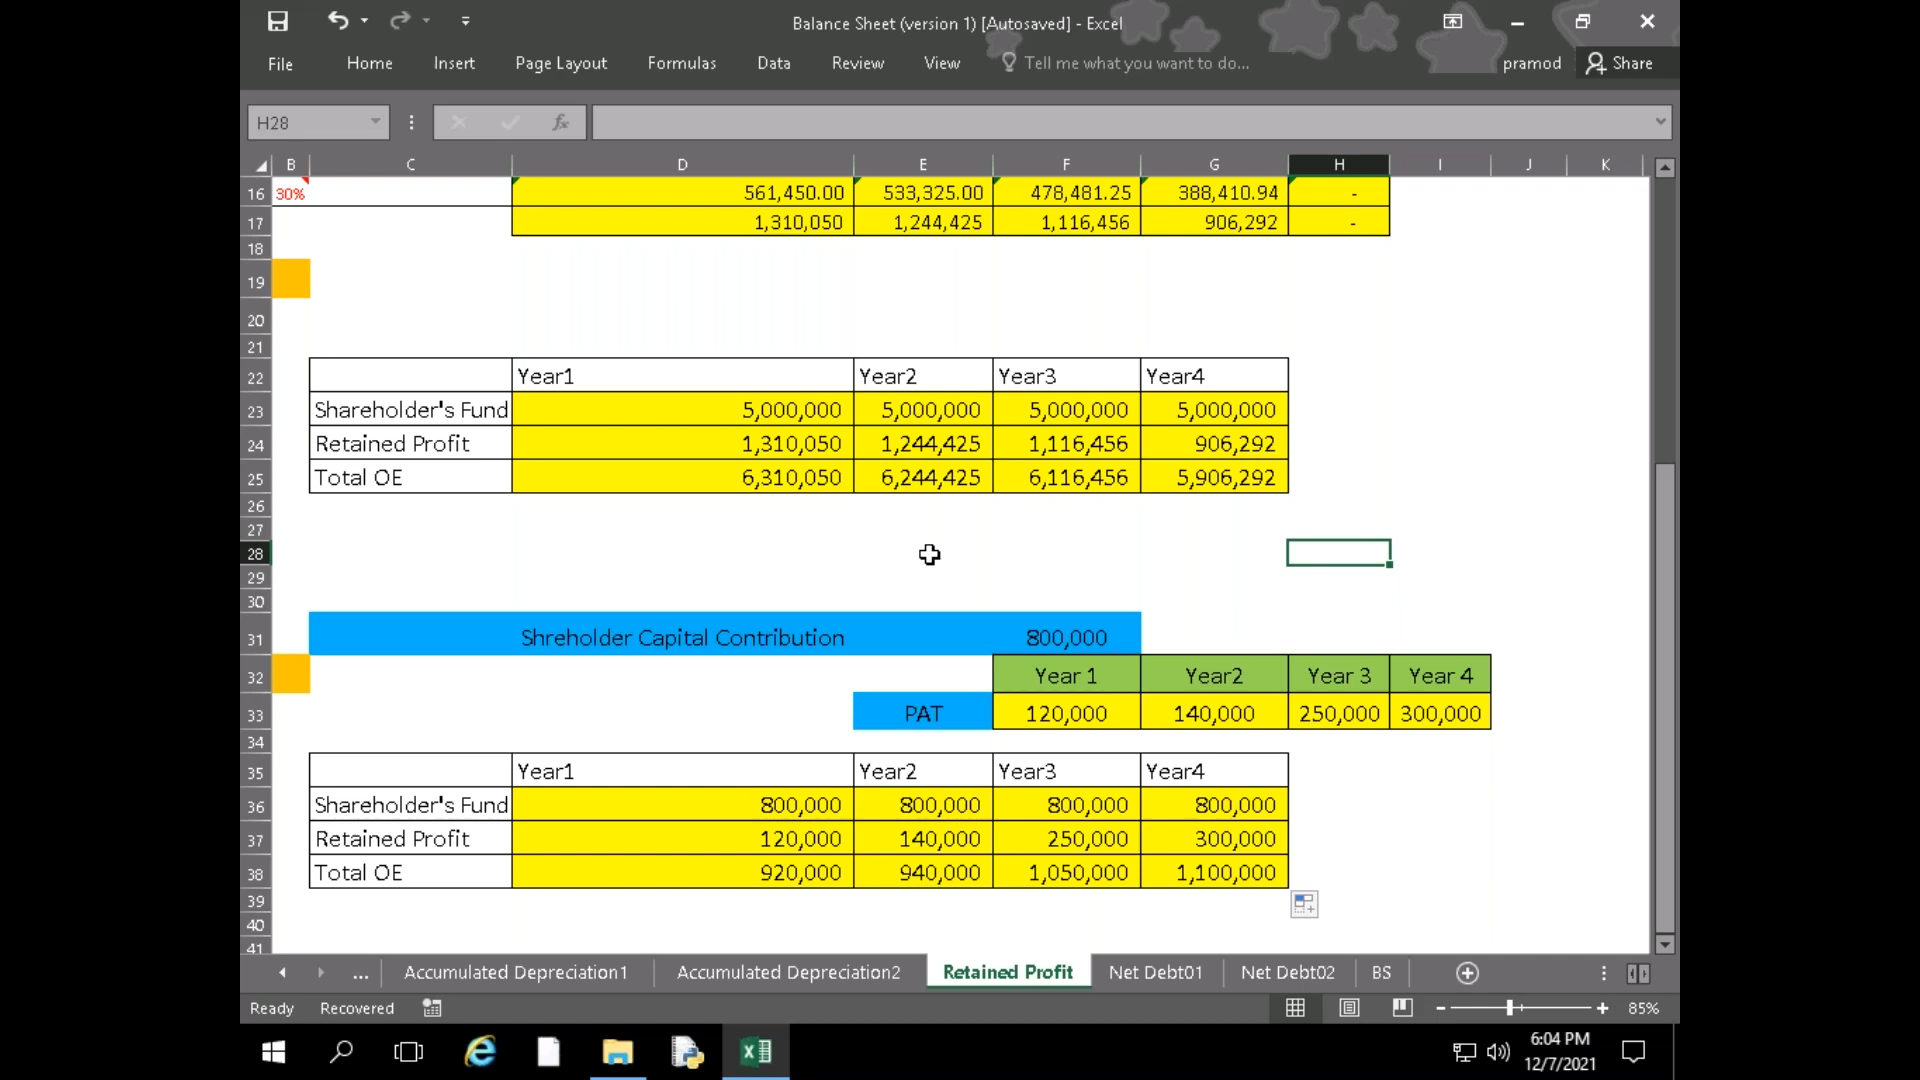 Balance Sheet (version 1) [Autosaved] - Excel
File Home Insert Page Layout Formulas Data Review View Tell me what you want to do... pramod Share
H28 fx
B C D E F G H I J K
16 30% 561,450.00 533,325.00 478,481.25 388,410.94 -
17 1,310,050 1,244,425 1,116,456 906,292 -
18
19
20
21
22 Year1 Year2 Year3 Year4
23 Shareholder's Fund 5,000,000 5,000,000 5,000,000 5,000,000
24 Retained Profit 1,310,050 1,244,425 1,116,456 906,292
25 Total OE 6,310,050 6,244,425 6,116,456 5,906,292
26
27
28
29
30
31 Shreholder Capital Contribution 800,000
32 Year 1 Year2 Year 3 Year 4
33 PAT 120,000 140,000 250,000 300,000
34
35 Year1 Year2 Year3 Year4
36 Shareholder's Fund 800,000 800,000 800,000 800,000
37 Retained Profit 120,000 140,000 250,000 300,000
38 Total OE 920,000 940,000 1,050,000 1,100,000
39
40
41
... Accumulated Depreciation1 Accumulated Depreciation2 Retained Profit Net Debt01 Net Debt02 BS
Ready Recovered 85%
6:04 PM
12/7/2021